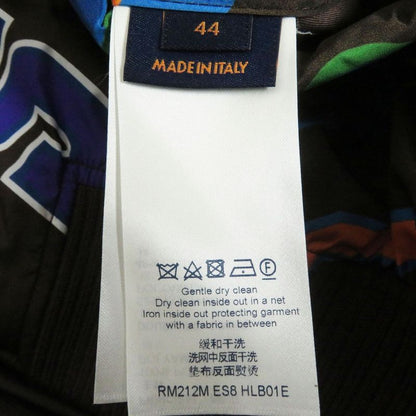 44
MADE IN ITALY
Gentle dry clean
Dry clean inside out in a net
Iron inside out protecting garment
with a fabric in between
缓和干洗
洗网中反面干洗
垫布反面熨烫
RM212M ES8 HLB01E